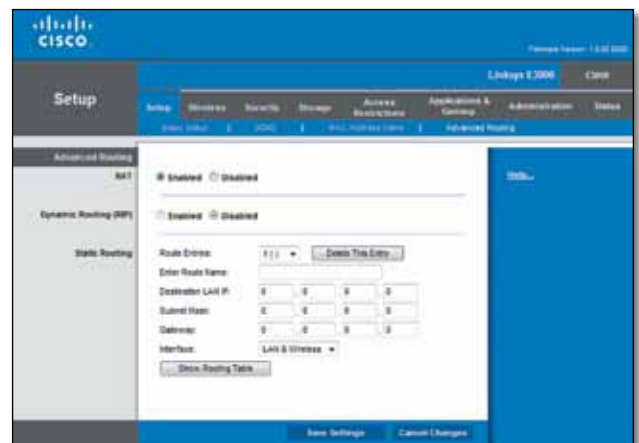 CISCO
Linksys E3000
Setup
Setup Wireless Security Storage Access Restrictions Applications & Gaming Administration Status
Advanced Routing
Advanced Routing
NAT
Enabled Disabled
Dynamic Routing (RIP)
Enabled Disabled
Static Routing
Route Entries: Delete This Entry
Enter Route Name:
Destination LAN IP: 0 . 0 . 0 . 0
Subnet Mask: 0 . 0 . 0 . 0
Gateway: 0 . 0 . 0 . 0
Interface: LAN & Wireless
Show Routing Table
Help...
Save Settings Cancel Changes